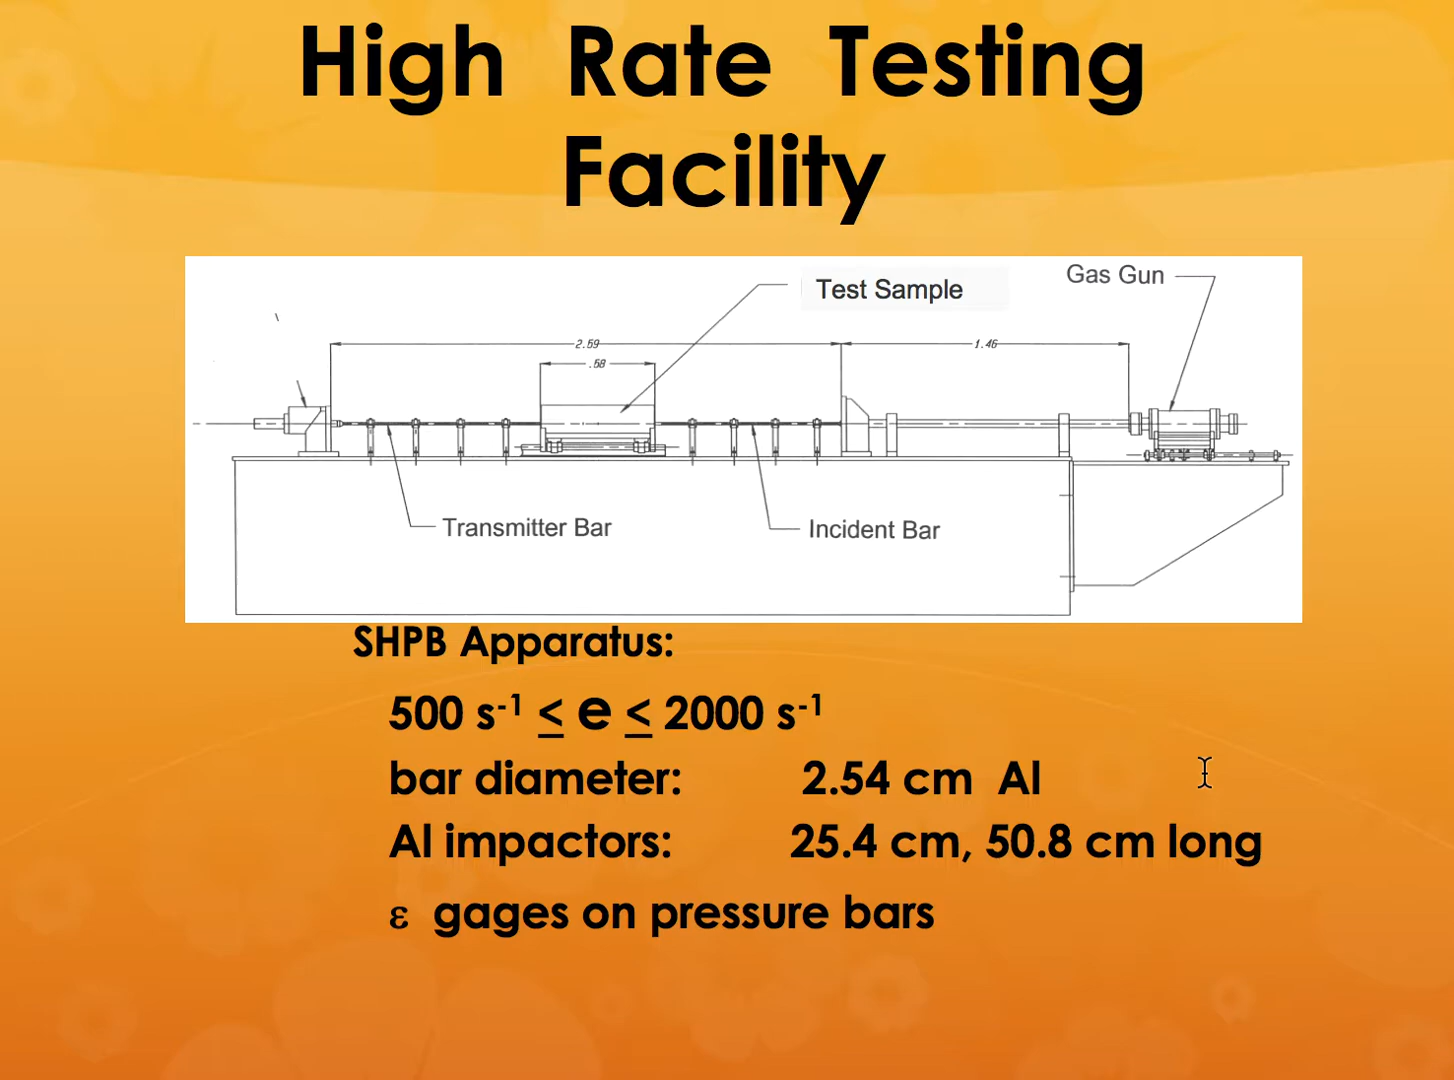 High Rate Testing
Facility
Gas Gun
Test Sample
2.59
1.46
.58
Transmitter Bar
Incident Bar
SHPB Apparatus:
500 s⁻¹ ≤ e ≤ 2000 s⁻¹
bar diameter: 2.54 cm Al
Al impactors: 25.4 cm, 50.8 cm long
ε gages on pressure bars